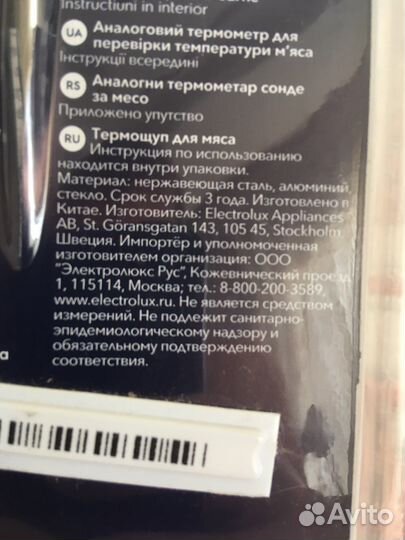 Instrucțiuni in interior
UA Аналоговий термометр для
перевірки температури м'яса
Інструкції всередині
RS Аналогни термометар сонде
за месо
Приложено упутство
RU Термощуп для мяса
Инструкция по использованию
находится внутри упаковки.
Материал: нержавеющая сталь, алюминий,
стекло. Срок службы 3 года. Изготовлено в
Китае. Изготовитель: Electrolux Appliances
AB, St. Göransgatan 143, 105 45, Stockholm
Швеция. Импортёр и уполномоченная
изготовителем организация: ООО
"Электролюкс Рус", Кожевнический проезд
1, 115114, Москва; тел.: 8-800-200-3589,
www.electrolux.ru. Не является средством
измерений. Не подлежит санитарно-
эпидемиологическому надзору и
обязательному подтверждению
соответствия.
a
Avito